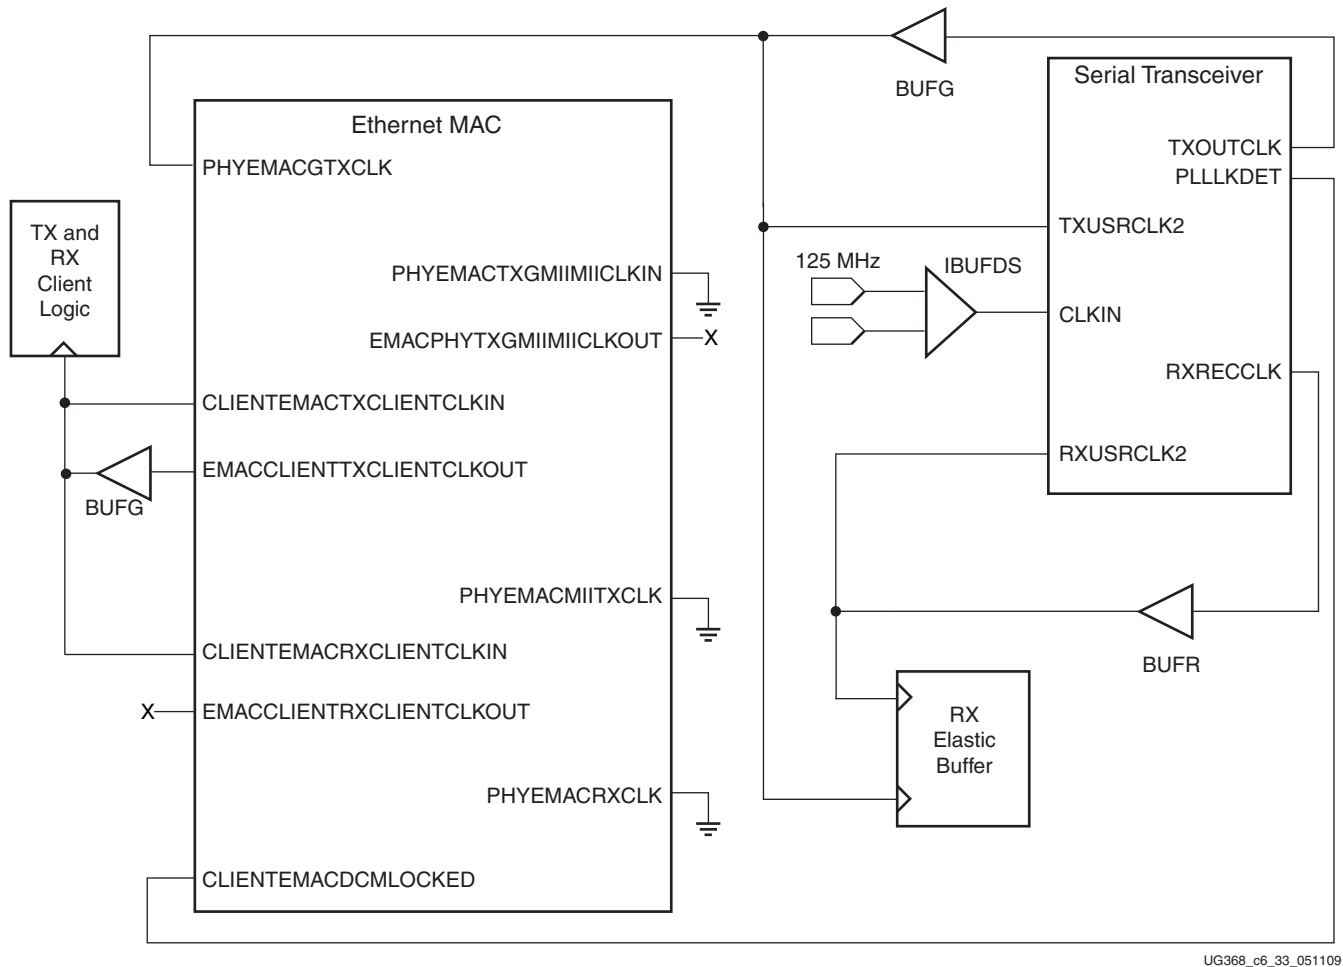 BUFG
Serial Transceiver
Ethernet MAC
TXOUTCLK
PHYEMACGTXCLK
PLLLKDET
TX and
RX
Client
Logic
TXUSRCLK2
125 MHz
IBUFDS
PHYEMACTXGMIIMIICLKIN
CLKIN
EMACPHYTXGMIIMIICLKOUT
X
RXRECCLK
CLIENTEMACTXCLIENTCLKIN
RXUSRCLK2
EMACCLIENTTXCLIENTCLKOUT
BUFG
PHYEMACMIITXCLK
CLIENTEMACRXCLIENTCLKIN
BUFR
X
EMACCLIENTRXCLIENTCLKOUT
RX
Elastic
Buffer
PHYEMACRXCLK
CLIENTEMACDCMLOCKED
UG368_c6_33_051109